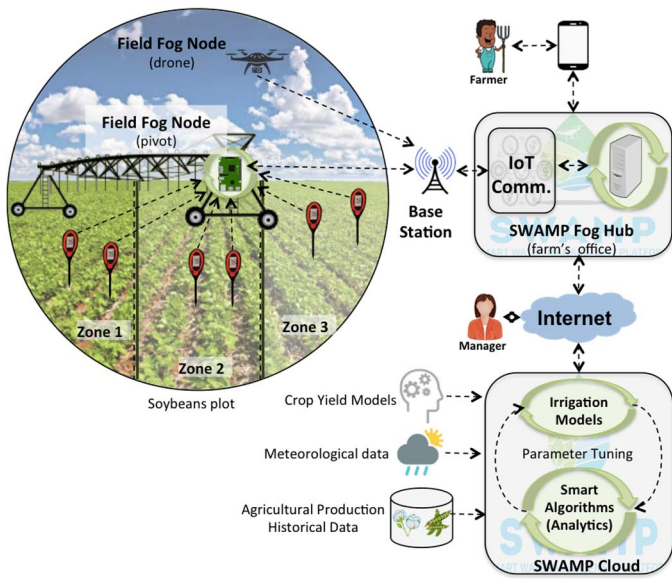 Field Fog Node
(drone)
Field Fog Node
(pivot)
Zone 1
Zone 2
Zone 3
Soybeans plot
Base
Station
Farmer
IoT
Comm.
SWAMP
SWAMP Fog Hub
(farm's office)
Internet
Manager
Crop Yield Models
Meteorological data
Agricultural Production
Historical Data
Irrigation
Models
Parameter Tuning
Smart
Algorithms
(Analytics)
SWAMP
SWAMP Cloud